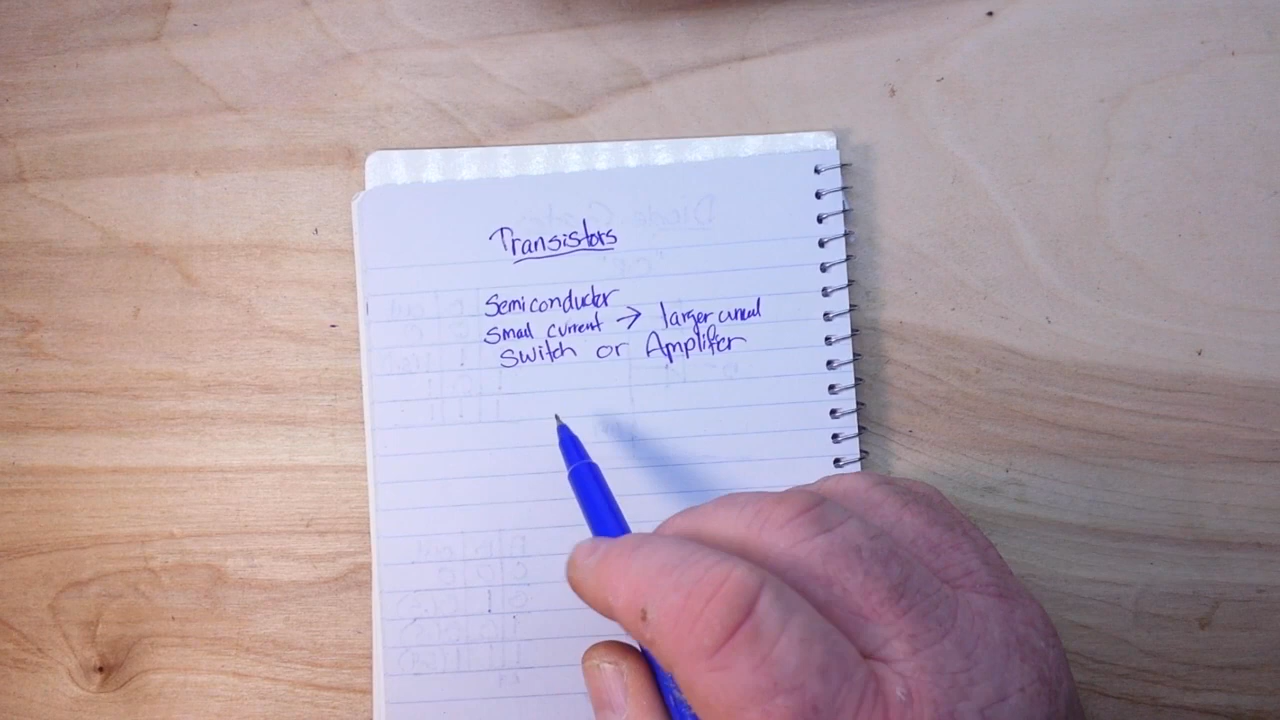 Transistors
Semiconductor
Small current → larger current
Switch or Amplifier